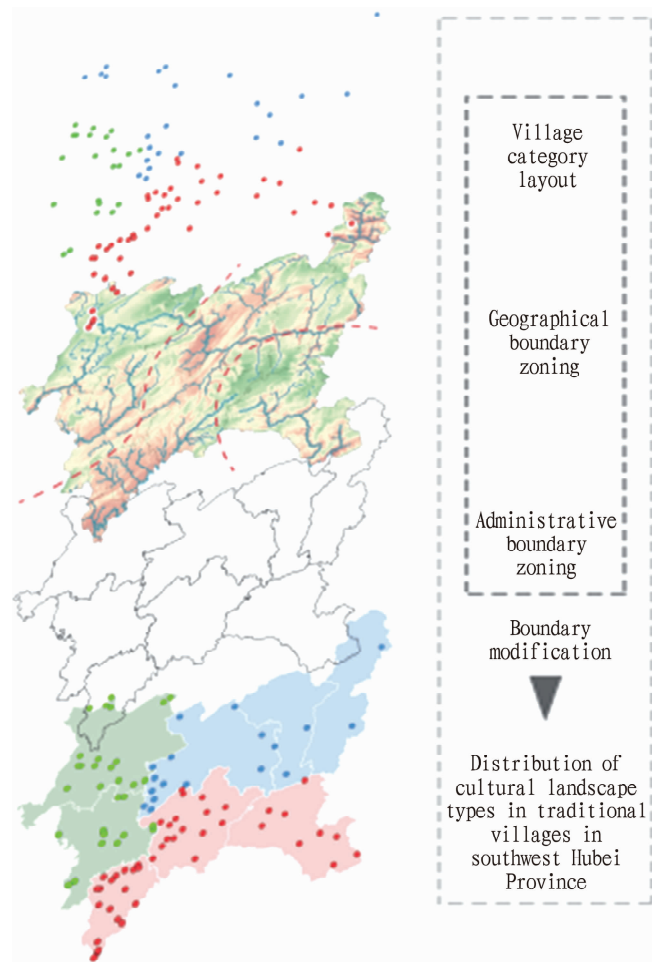 Village
category
layout
Geographical
boundary
zoning
Administrative
boundary
zoning
Boundary
modification
Distribution of
cultural landscape
types in traditional
villages in
southwest Hubei
Province